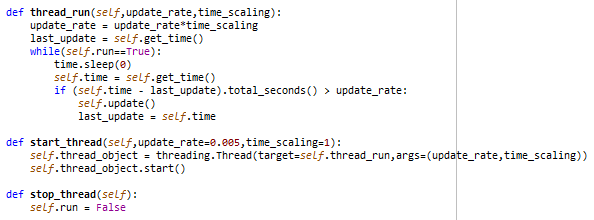 def thread_run(self,update_rate,time_scaling):
    update_rate = update_rate*time_scaling
    last_update = self.get_time()
    while(self.run==True):
        time.sleep(0)
        self.time = self.get_time()
        if (self.time - last_update).total_seconds() > update_rate:
            self.update()
            last_update = self.time
def start_thread(self,update_rate=0.005,time_scaling=1):
    self.thread_object = threading.Thread(target=self.thread_run,args=(update_rate,time_scaling))
    self.thread_object.start()
def stop_thread(self):
    self.run = False